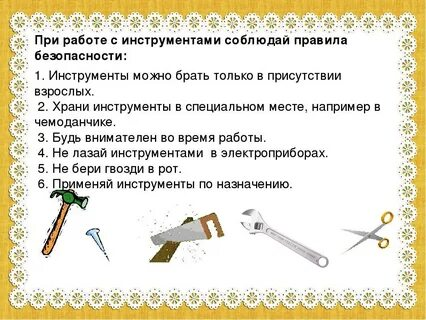 При работе с инструментами соблюдай правила
безопасности:
1. Инструменты можно брать только в присутствии
взрослых.
2. Храни инструменты в специальном месте, например в
чемоданчике.
3. Будь внимателен во время работы.
4. Не лазай инструментами в электроприборах.
5. Не бери гвозди в рот.
6. Применяй инструменты по назначению.